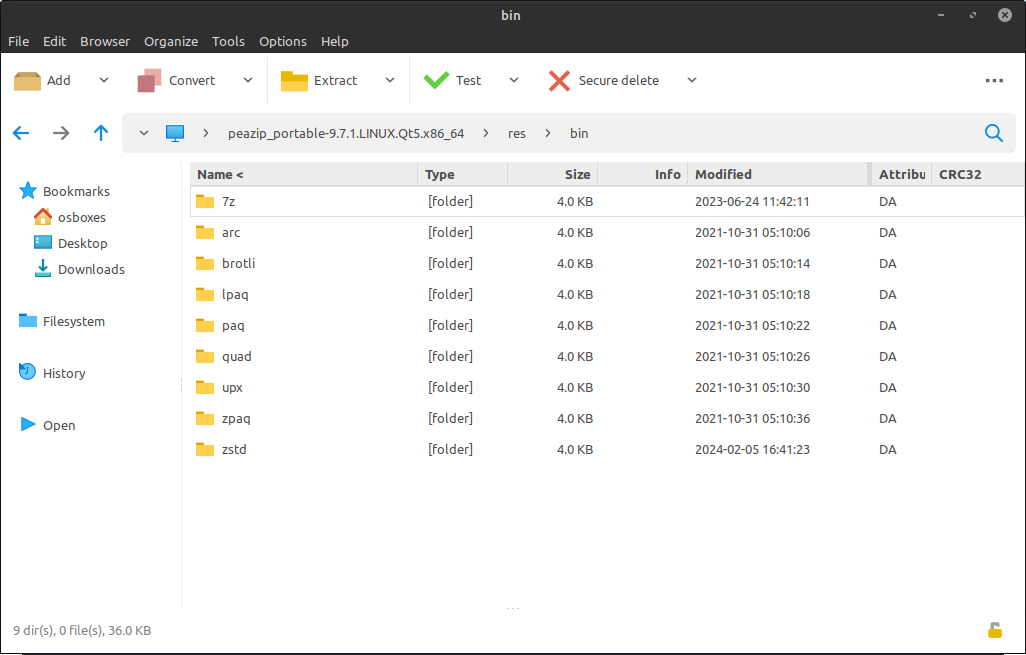 bin
File Edit Browser Organize Tools Options Help
Add Convert Extract Test Secure delete
peazip_portable-9.7.1.LINUX.Qt5.x86_64 res bin
Bookmarks
osboxes
Desktop
Downloads
Filesystem
History
Open
Name < Type Size Info Modified Attribu CRC32
7z [folder] 4.0 KB 2023-06-24 11:42:11 DA
arc [folder] 4.0 KB 2021-10-31 05:10:06 DA
brotli [folder] 4.0 KB 2021-10-31 05:10:14 DA
lpaq [folder] 4.0 KB 2021-10-31 05:10:18 DA
paq [folder] 4.0 KB 2021-10-31 05:10:22 DA
quad [folder] 4.0 KB 2021-10-31 05:10:26 DA
upx [folder] 4.0 KB 2021-10-31 05:10:30 DA
zpaq [folder] 4.0 KB 2021-10-31 05:10:36 DA
zstd [folder] 4.0 KB 2024-02-05 16:41:23 DA
9 dir(s), 0 file(s), 36.0 KB